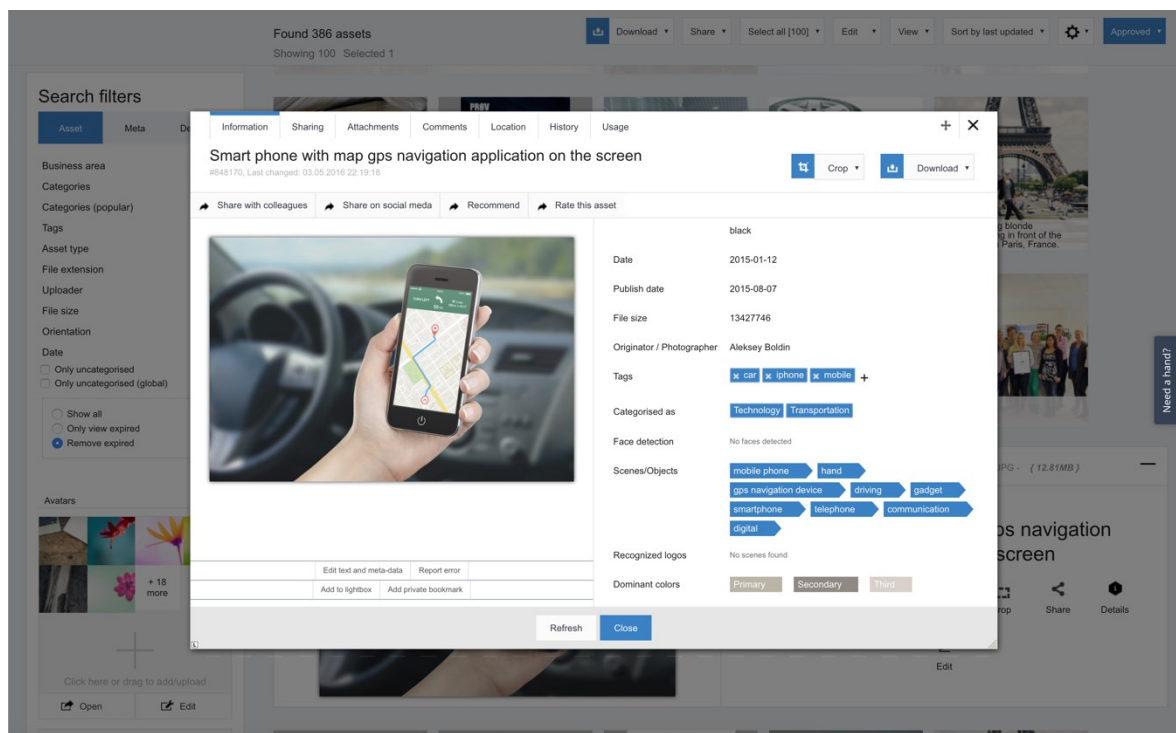 Found 386 assets
Showing 100 Selected 1
Download
Share
Select all [100]
Edit
View
Sort by last updated
Approved
Search filters
Asset
Meta
De
Business area
Categories
Categories (popular)
Tags
Asset type
File extension
Uploader
File size
Orientation
Date
Only uncategorised
Only uncategorised (global)
Show all
Only view expired
Remove expired
Avatars
+ 18
more
Click here or drag to add/upload
Open
Edit
PROV
Information
Sharing
Attachments
Comments
Location
History
Usage
Smart phone with map gps navigation application on the screen
#848170, Last changed: 03.05.2016 22:19:18
Crop
Download
Share with colleagues
Share on social meda
Recommend
Rate this asset
black
Date 2015-01-12
Publish date 2015-08-07
File size 13427746
Originator / Photographer Aleksey Boldin
Tags x car x iphone x mobile +
Categorised as Technology Transportation
Face detection No faces detected
Scenes/Objects mobile phone hand
gps navigation device driving gadget
smartphone telephone communication
digital
Recognized logos No scenes found
Dominant colors Primary Secondary Third
Edit text and meta-data
Report error
Add to lightbox
Add private bookmark
Refresh
Close
g blonde
g in front of the
Paris, France.
Need a hand?
JPG - { 12.81MB }
ps navigation
screen
rop
Share
Details
Edit